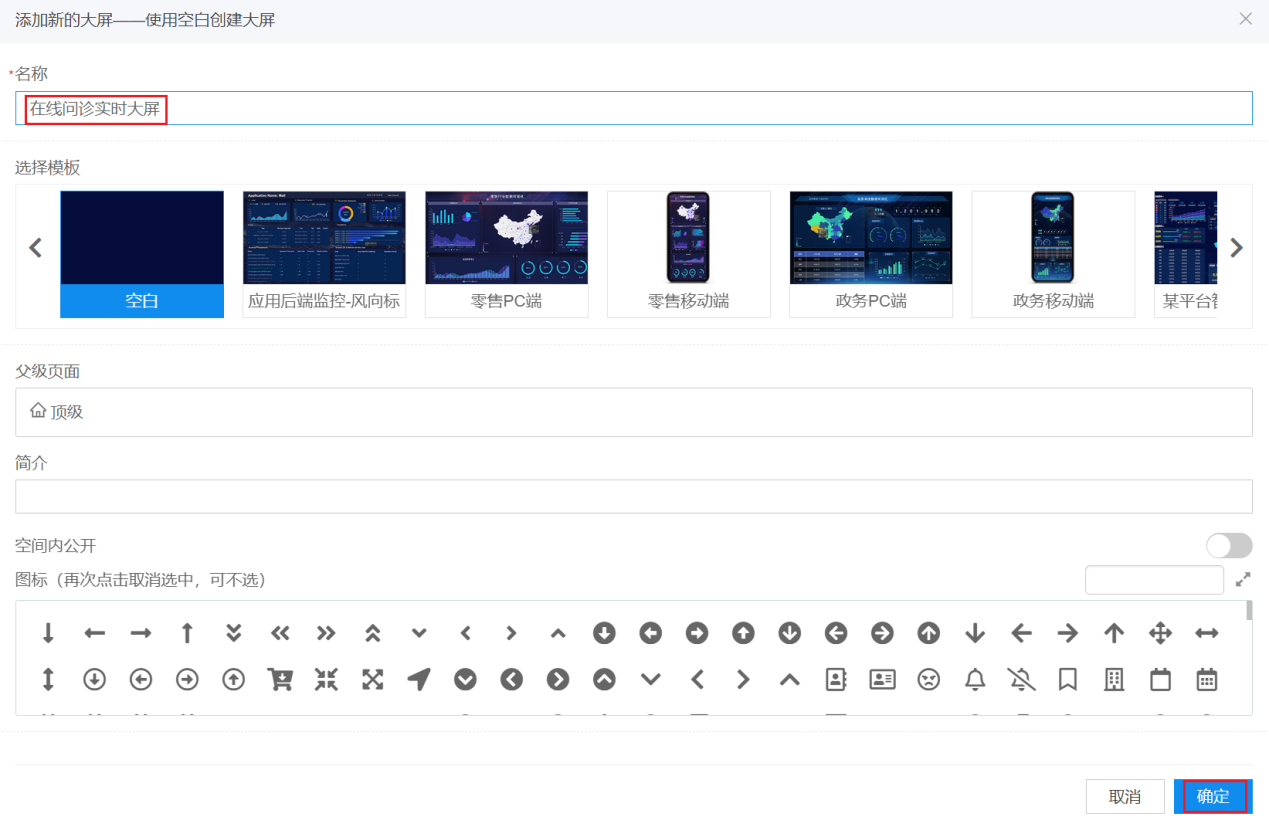 添加新的大屏——使用空白创建大屏
*名称
在线问诊实时大屏
选择模板
空白
应用后端监控-风向标
零售PC端
零售移动端
政务PC端
政务移动端
某平台管
父级页面
顶级
简介
空间内公开
图标（再次点击取消选中，可不选）
取消
确定